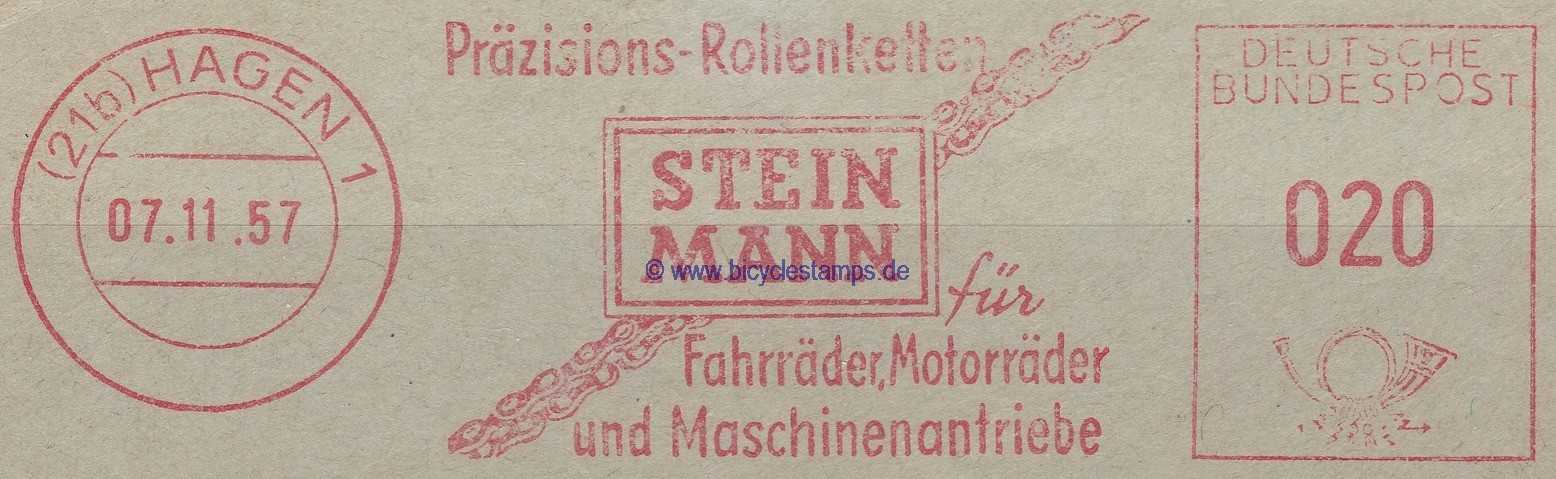 (21b) HAGEN 1
07.11.57
Präzisions-Rollenketten
STEIN
MANN
© www.bicyclestamps.de
für
Fahrräder, Motorräder
und Maschinenantriebe
DEUTSCHE
BUNDESPOST
020